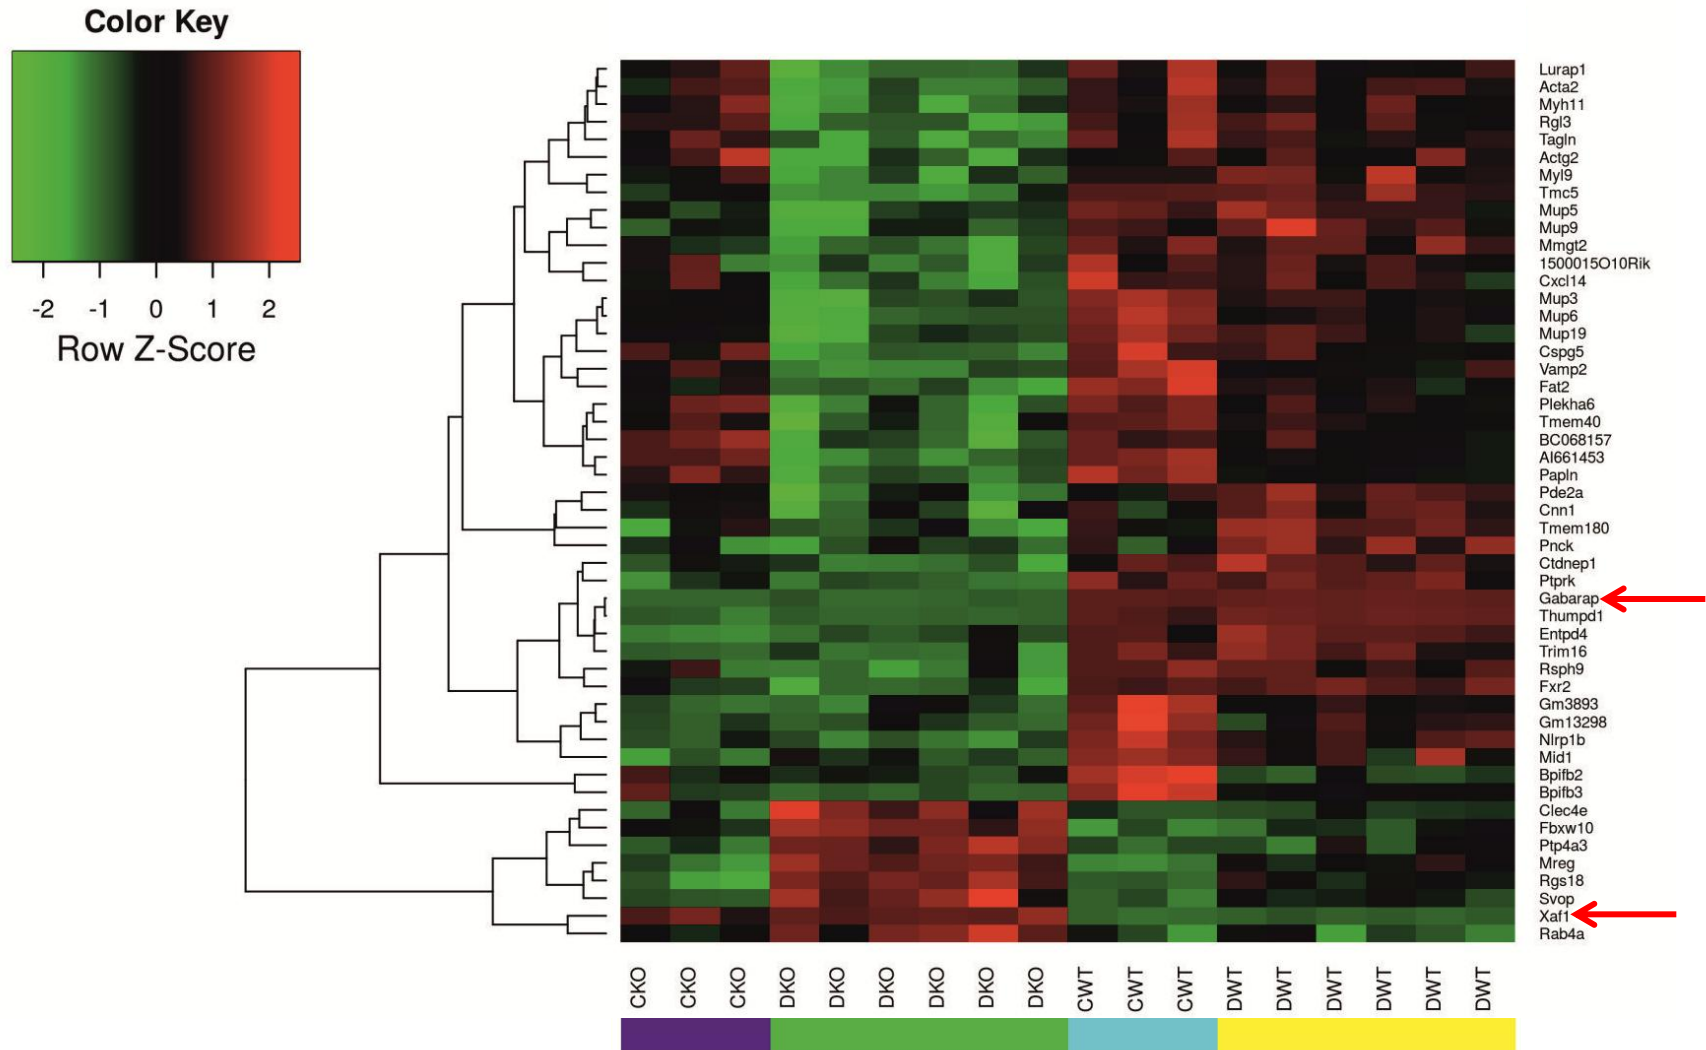 Color Key
-2 -1 0 1 2
Row Z-Score
Lurap1
Acta2
Myh11
Rgl3
Tagln
Actg2
Myl9
Tmc5
Mup5
Mup9
Mmgt2
1500015O10Rik
Cxcl14
Mup3
Mup6
Mup19
Cspg5
Vamp2
Fat2
Plekha6
Tmem40
BC068157
AI661453
Papln
Pde2a
Cnn1
Tmem180
Pnck
Ctdnep1
Ptprk
Gabarap
Thumpd1
Entpd4
Trim16
Rsph9
Fxr2
Gm3893
Gm13298
Nlrp1b
Mid1
Bpifb2
Bpifb3
Clec4e
Fbxw10
Ptp4a3
Mreg
Rgs18
Svop
Xaf1
Rab4a
CKO CKO CKO DKO DKO DKO DKO DKO DKO CWT CWT CWT DWT DWT DWT DWT DWT DWT